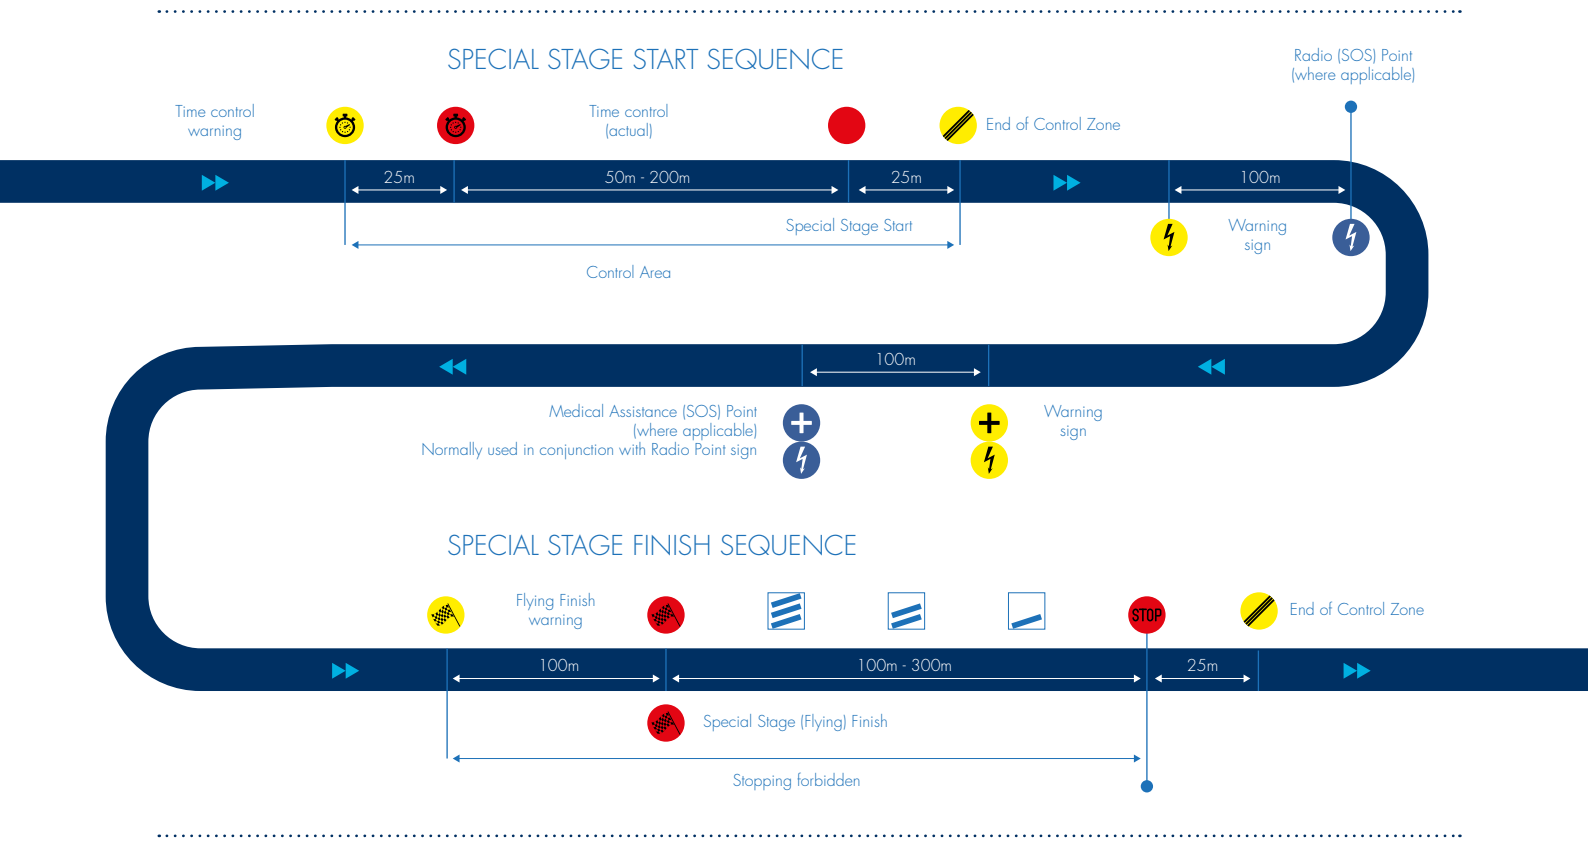 SPECIAL STAGE START SEQUENCE
Radio (SOS) Point
(where applicable)
Time control
warning
Time control
(actual)
End of Control Zone
25m
50m - 200m
25m
100m
Special Stage Start
Warning
sign
Control Area
100m
Medical Assistance (SOS) Point
(where applicable)
Normally used in conjunction with Radio Point sign
Warning
sign
SPECIAL STAGE FINISH SEQUENCE
Flying Finish
warning
STOP
End of Control Zone
100m
100m - 300m
25m
Special Stage (Flying) Finish
Stopping forbidden